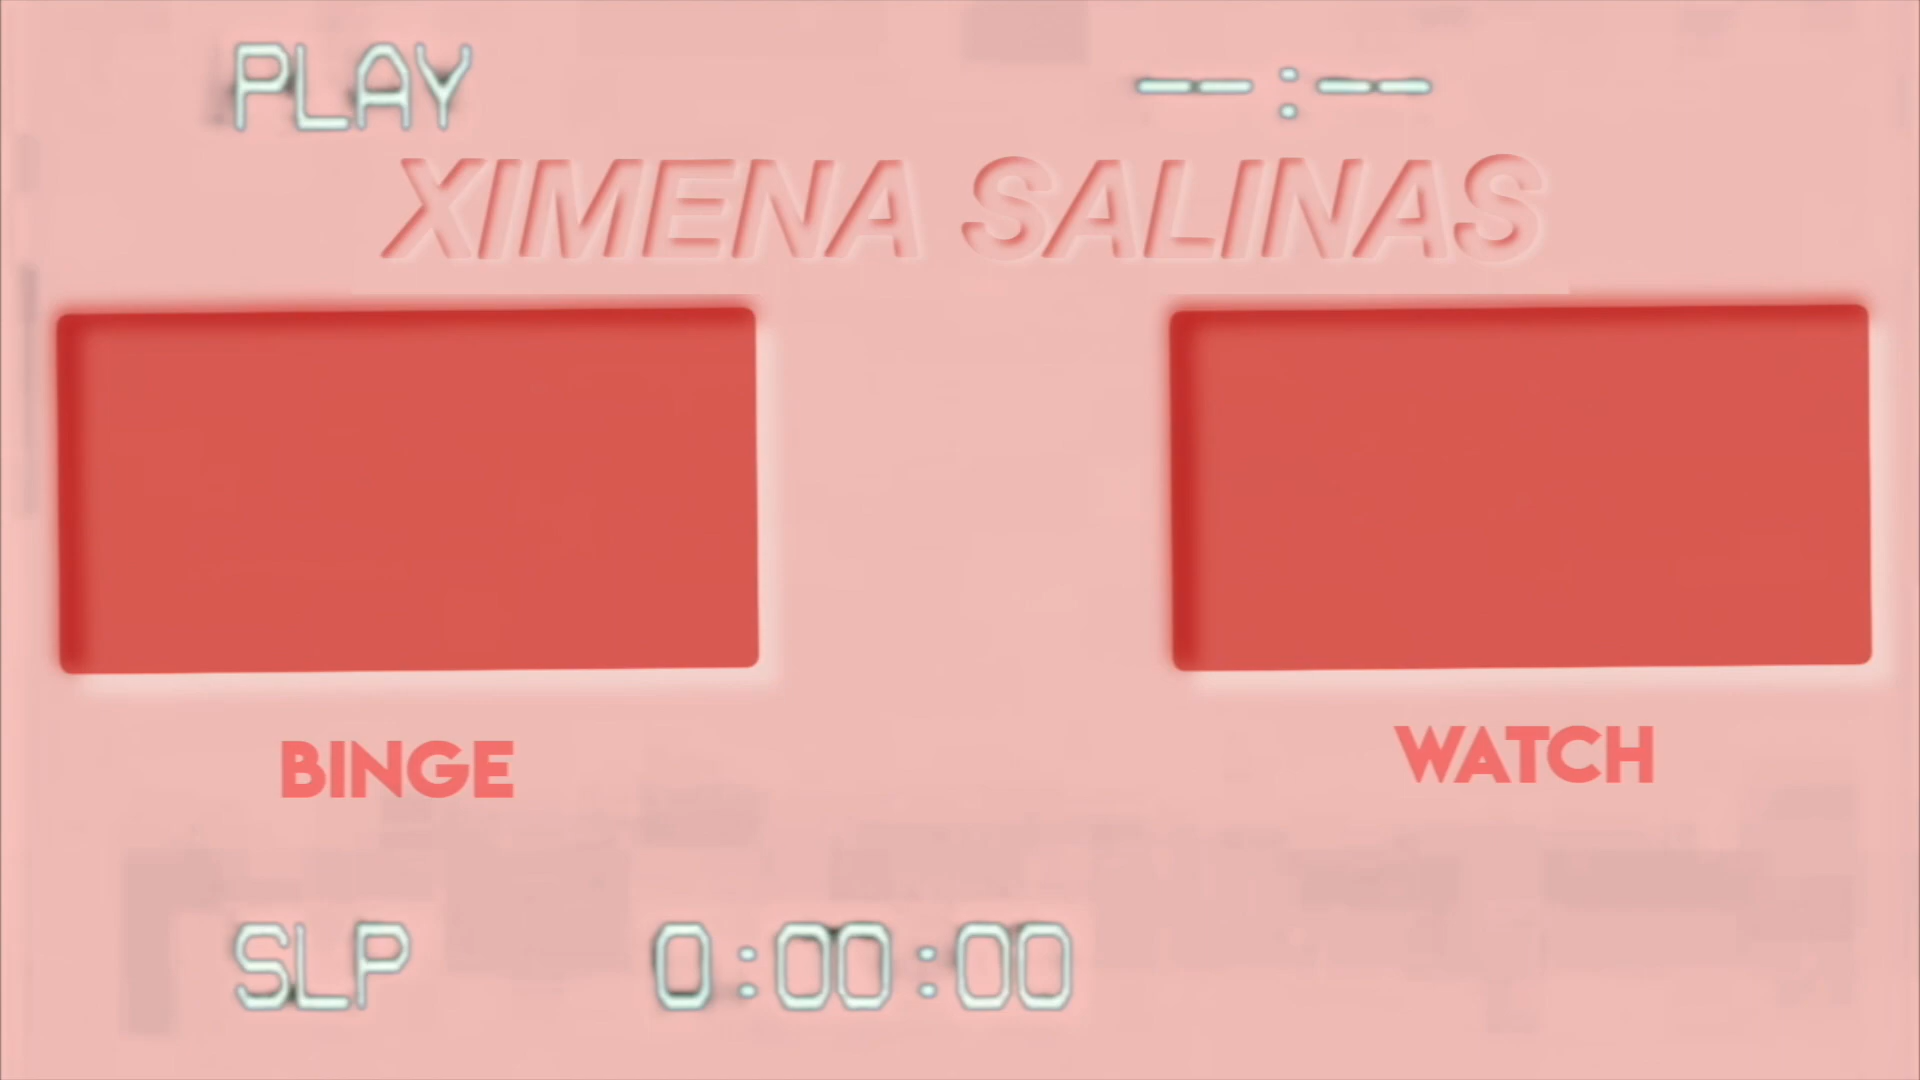 PLAY --:--
XIMENA SALINAS
BINGE
WATCH
SLP 0:00:00